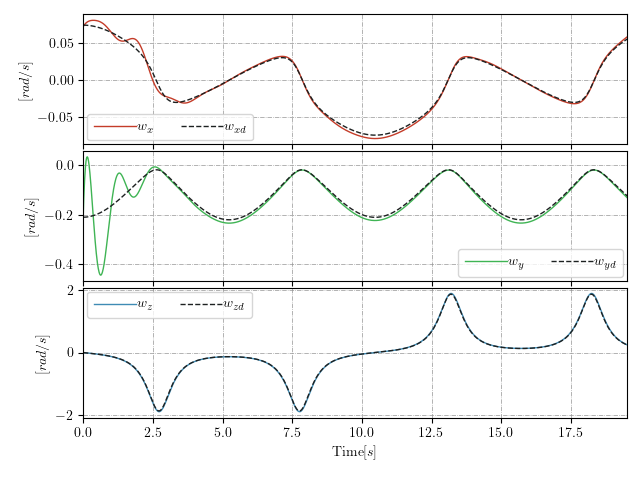 0.05
0.00
−0.05
[rad/s]
w_x w_xd
0.0
−0.2
−0.4
[rad/s]
w_y w_yd
2
0
−2
[rad/s]
w_z w_zd
0.0 2.5 5.0 7.5 10.0 12.5 15.0 17.5
Time[s]